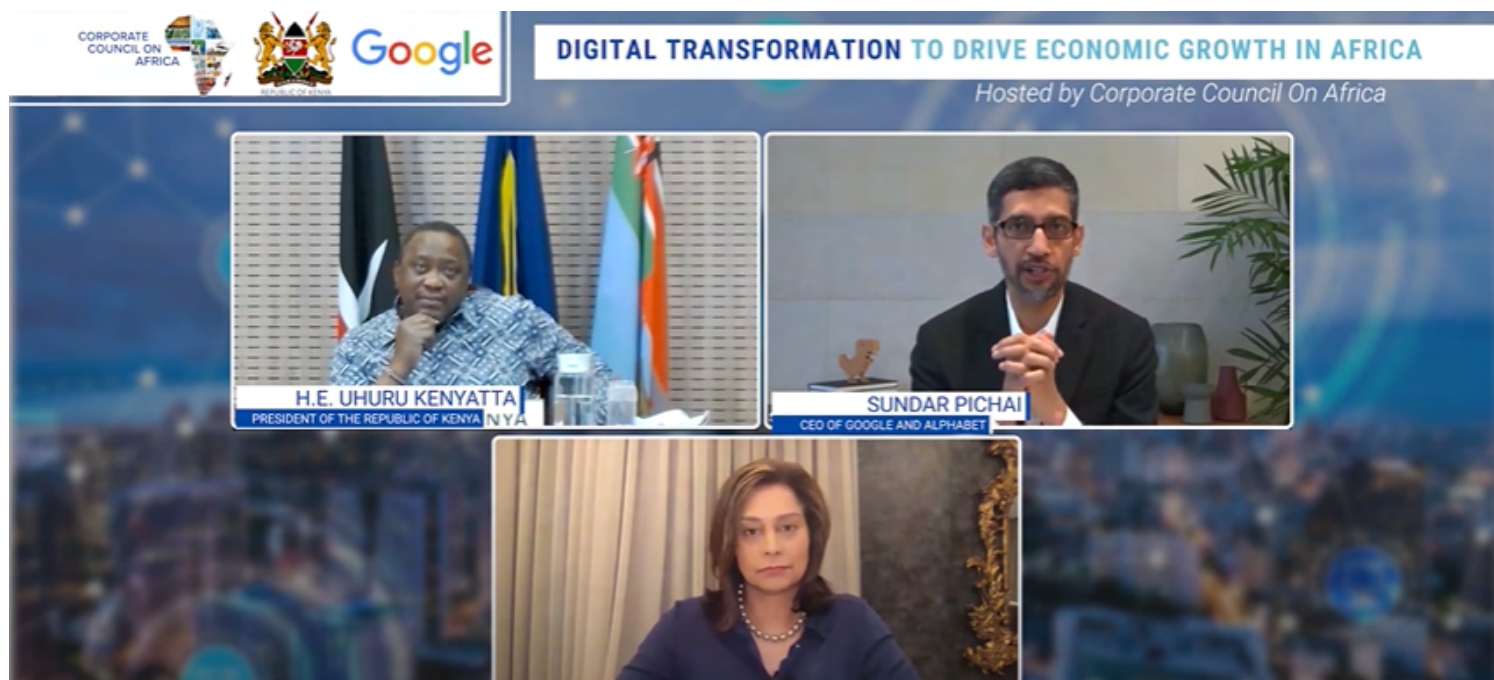 CORPORATE
COUNCIL ON
AFRICA
REPUBLIC OF KENYA
Google
DIGITAL TRANSFORMATION TO DRIVE ECONOMIC GROWTH IN AFRICA
Hosted by Corporate Council On Africa
H.E. UHURU KENYATTA
PRESIDENT OF THE REPUBLIC OF KENYA
NYA
SUNDAR PICHAI
CEO OF GOOGLE AND ALPHABET